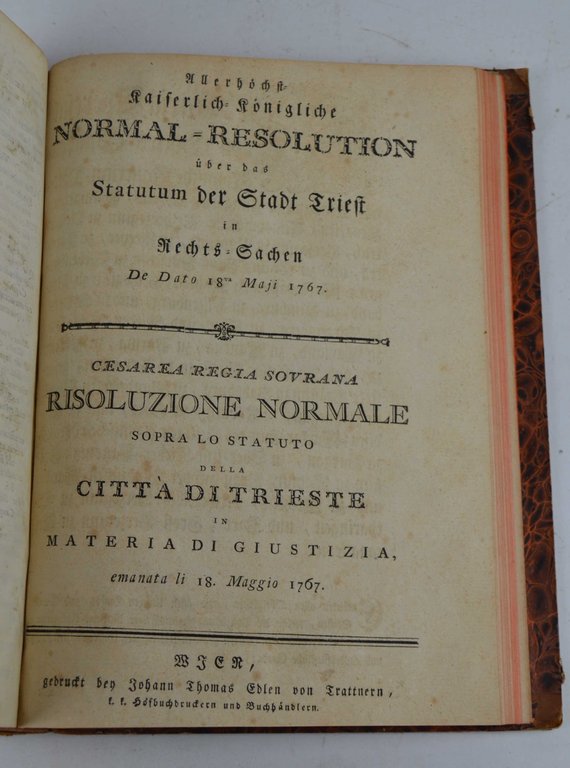 Allerhöchst-
Kaiserlich-Königliche
NORMAL-RESOLUTION
über das
Statutum der Stadt Triest
in
Rechts-Sachen
De Dato 18va Maji 1767.
CESAREA REGIA SOVRANA
RISOLUZIONE NORMALE
SOPRA LO STATUTO
DELLA
CITTÀ DI TRIESTE
IN
MATERIA DI GIUSTIZIA,
emanata li 18. Maggio 1767.
WIEN,
gedruckt bey Johann Thomas Edlen von Trattnern,
k. k. Hofbuchdruckern und Buchhändlern.